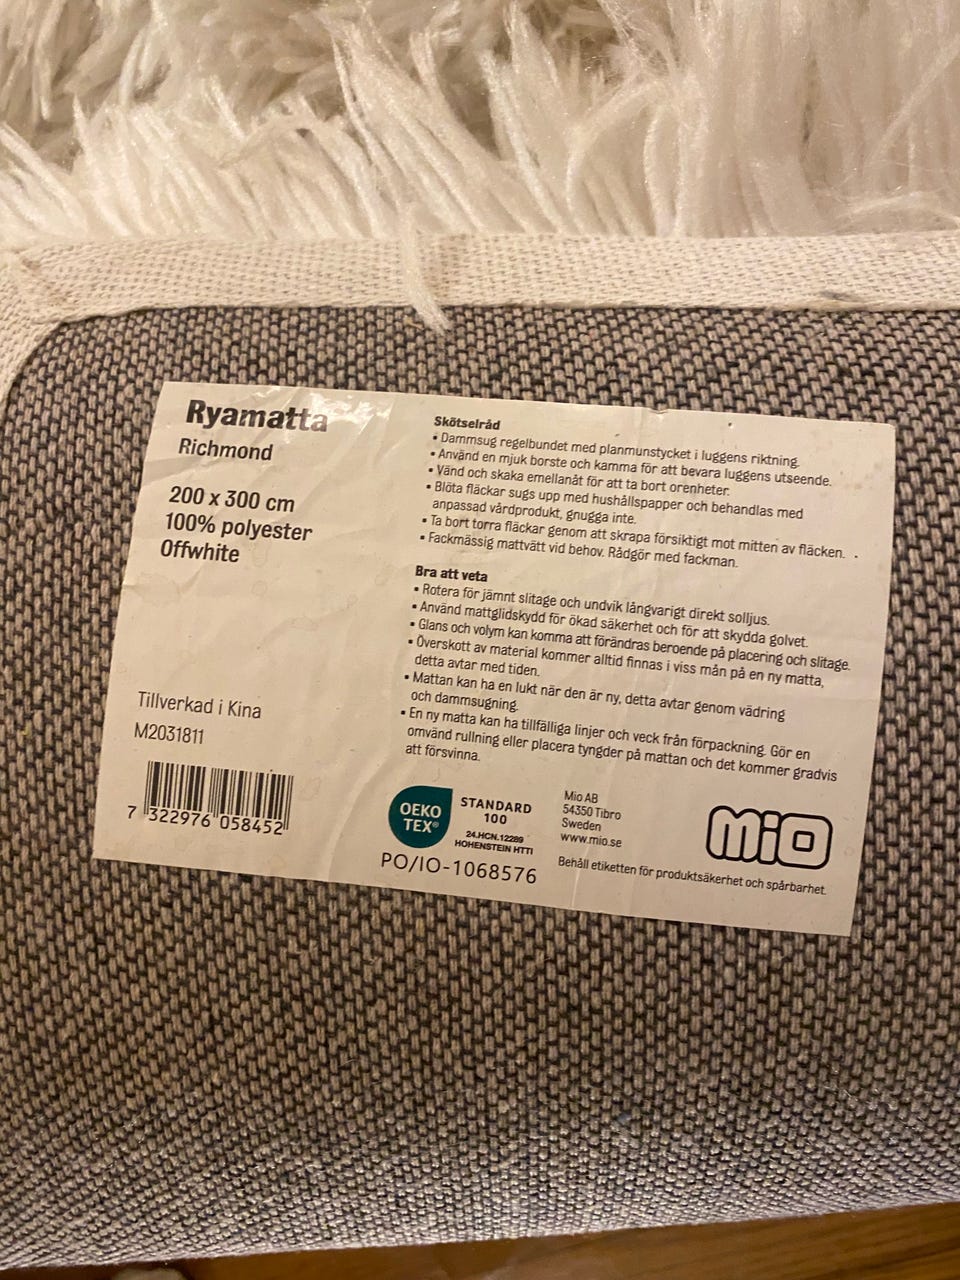 Ryamatta
Richmond
200 x 300 cm
100% polyester
Offwhite
Tillverkad i Kina
M2031811
7 322976 058452
Skötselråd
• Dammsug regelbundet med planmunstycket i luggens riktning.
• Använd en mjuk borste och kamma för att bevara luggens utseende.
• Vänd och skaka emellanåt för att ta bort orenheter.
• Blöta fläckar sugs upp med hushållspapper och behandlas med
anpassad vårdprodukt, gnugga inte.
• Ta bort torra fläckar genom att skrapa försiktigt mot mitten av fläcken.
• Fackmässig mattvätt vid behov. Rådgör med fackman.
Bra att veta
• Rotera för jämnt slitage och undvik långvarigt direkt solljus.
• Använd mattglidskydd för ökad säkerhet och för att skydda golvet.
• Glans och volym kan komma att förändras beroende på placering och slitage.
• Överskott av material kommer alltid finnas i viss mån på en ny matta,
detta avtar med tiden.
• Mattan kan ha en lukt när den är ny, detta avtar genom vädring
och dammsugning.
• En ny matta kan ha tillfälliga linjer och veck från förpackning. Gör en
omvänd rullning eller placera tyngder på mattan och det kommer gradvis
att försvinna.
OEKO
TEX®
STANDARD
100
24.HCN.12289
HOHENSTEIN HTTI
PO/IO-1068576
Mio AB
54350 Tibro
Sweden
www.mio.se
mio
Behåll etiketten för produktsäkerhet och spårbarhet.